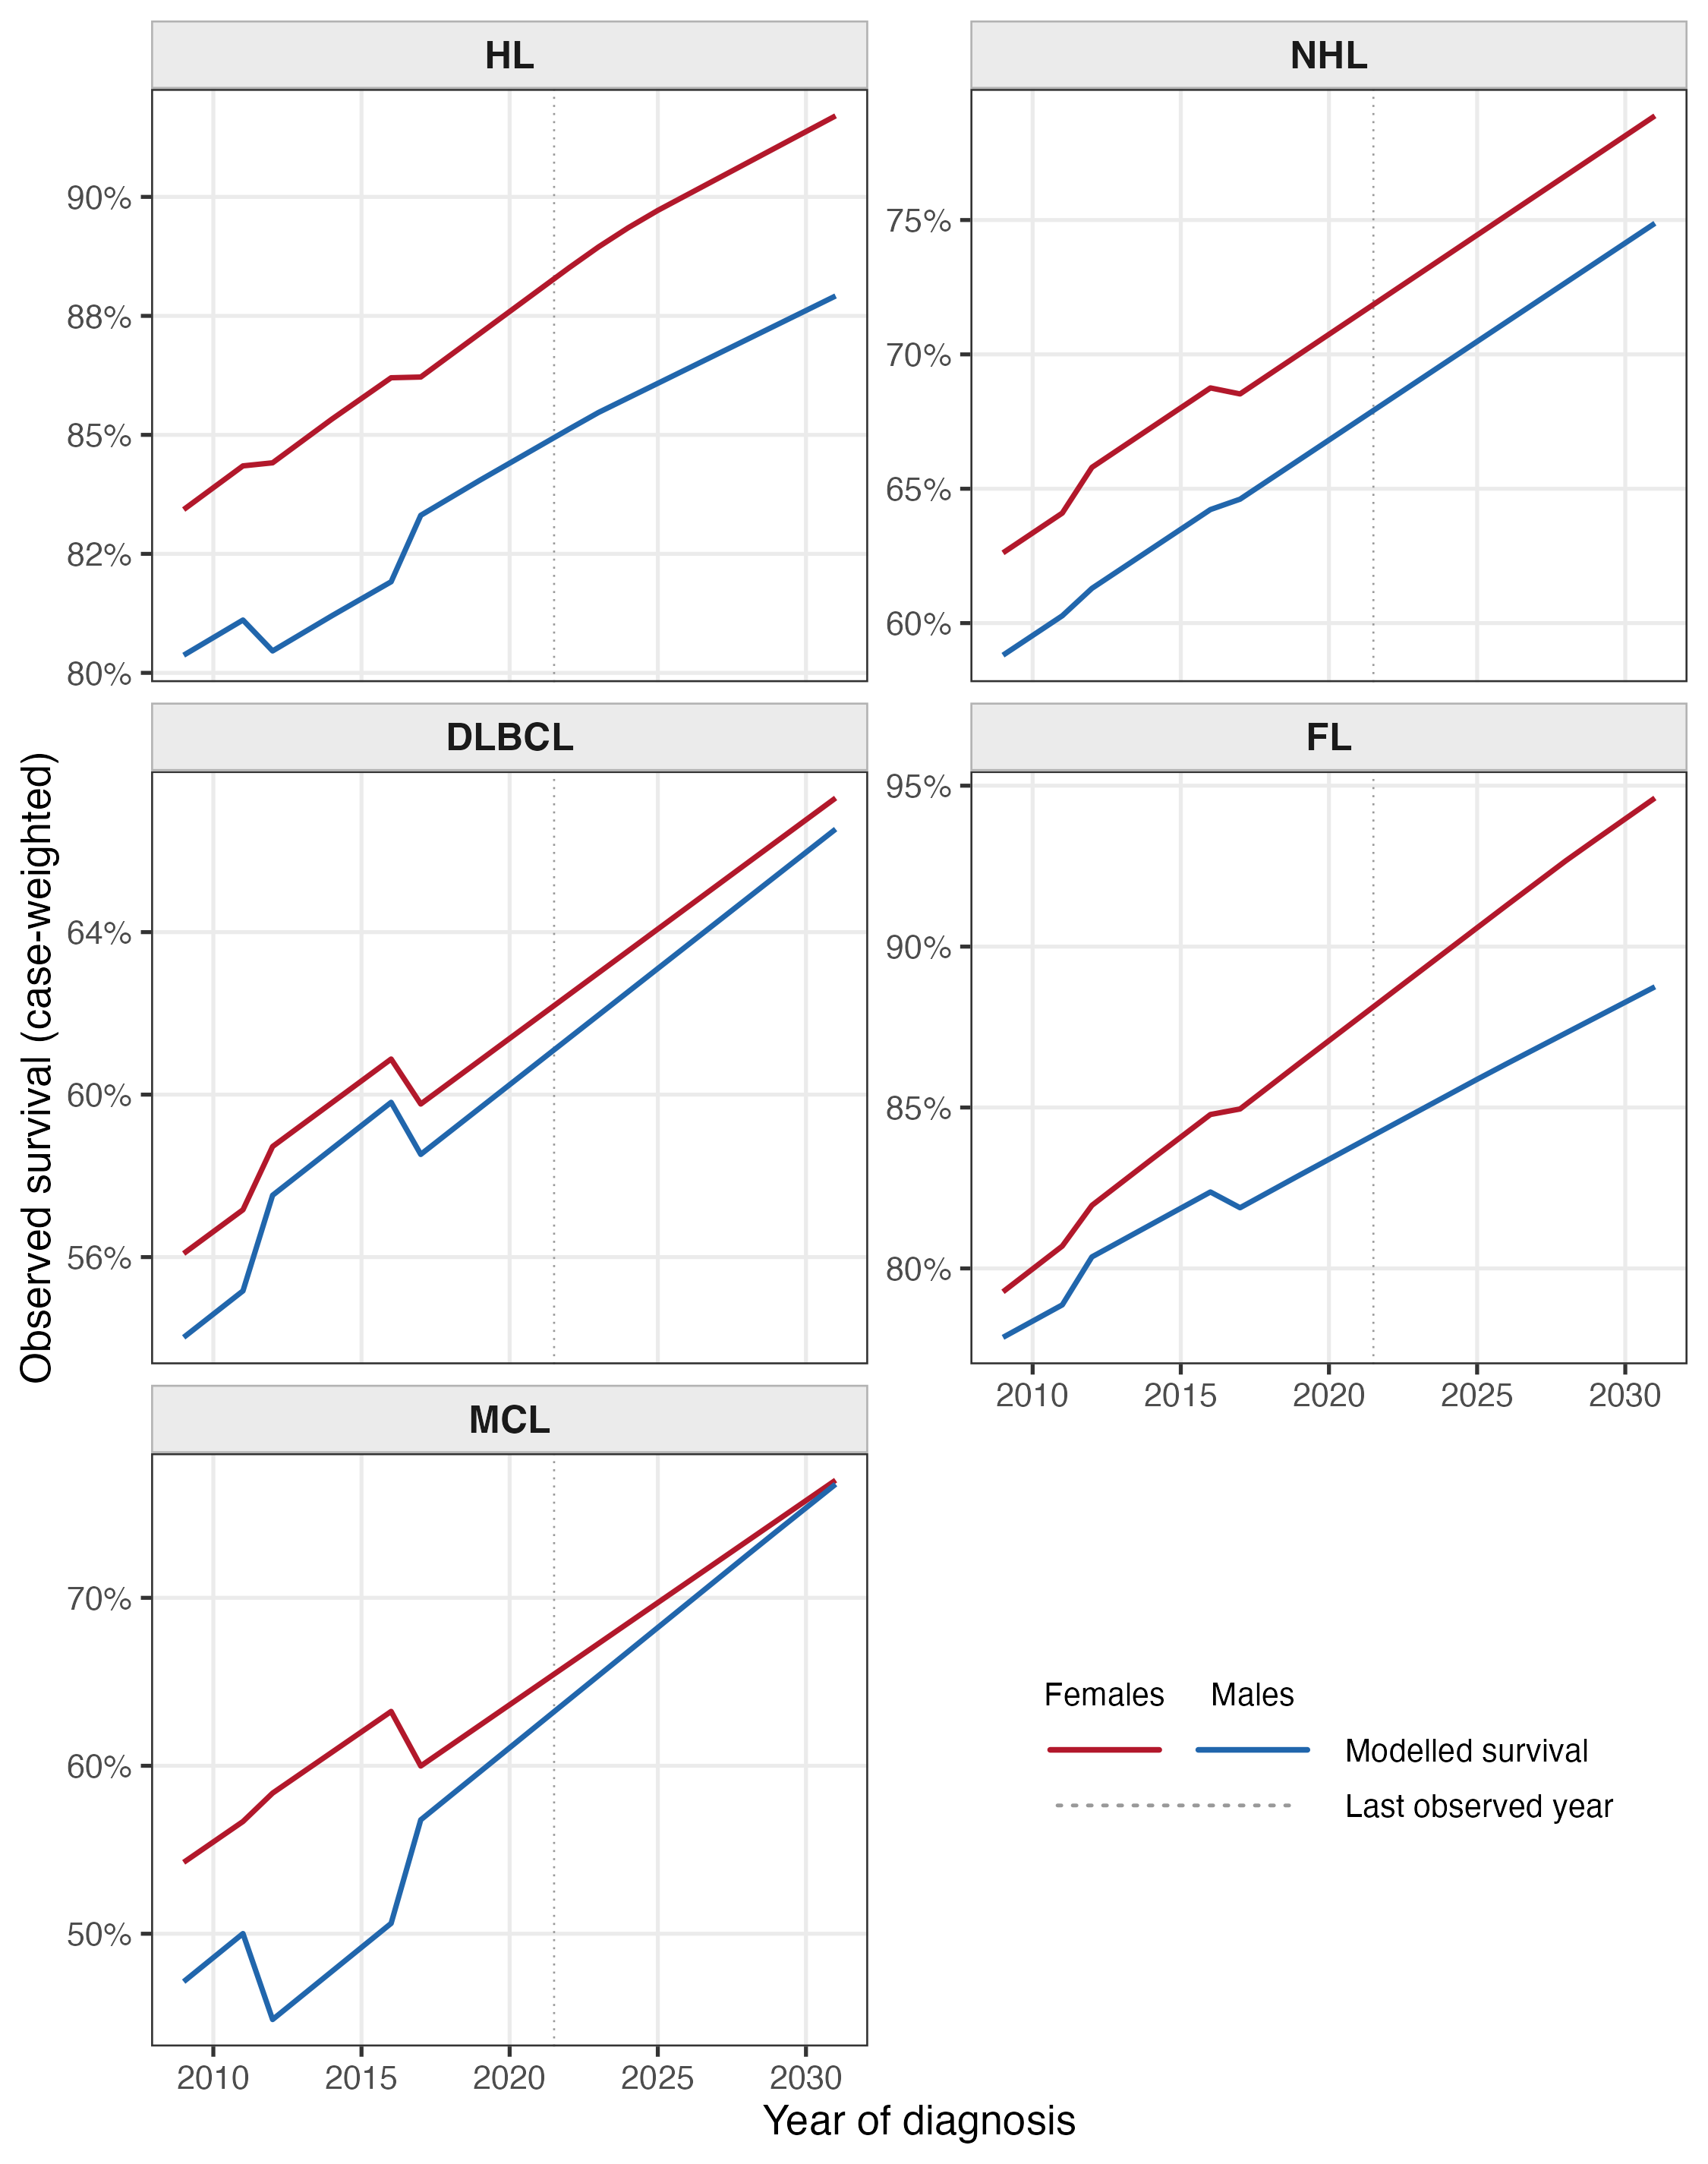 HL
NHL
90%
88%
85%
82%
80%
75%
70%
65%
60%
DLBCL
FL
64%
60%
56%
95%
90%
85%
80%
2010 2015 2020 2025 2030
MCL
70%
60%
50%
2010 2015 2020 2025 2030
Females Males
Modelled survival
Last observed year
Observed survival (case-weighted)
Year of diagnosis